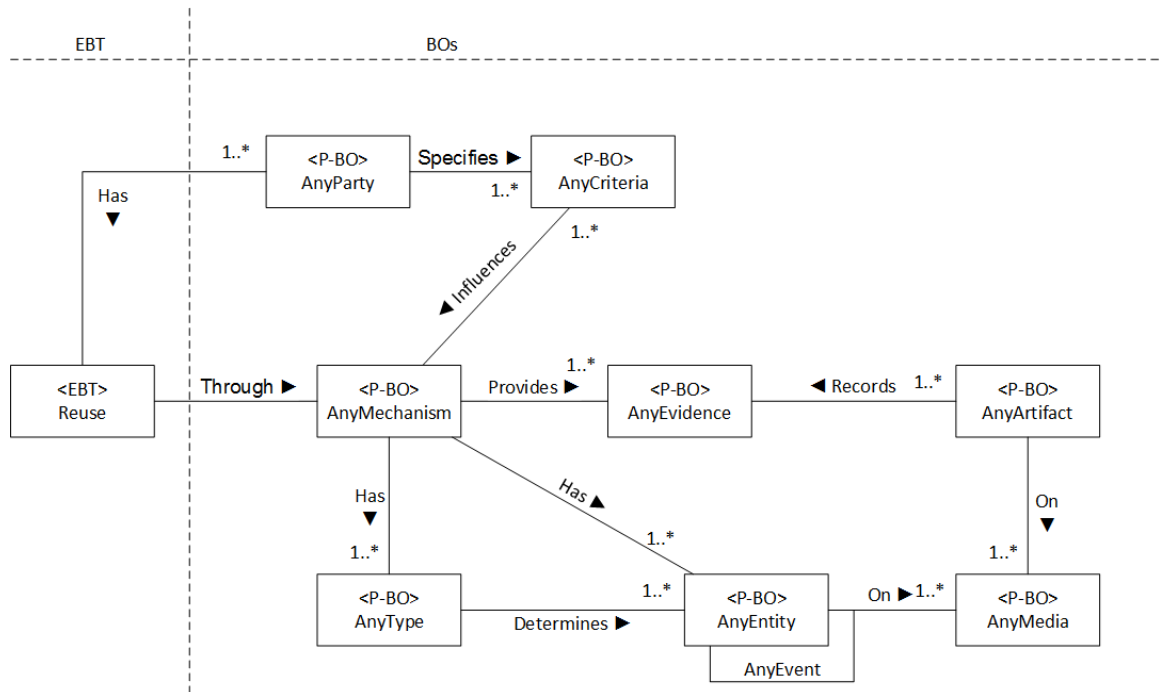 EBT
BOs
1..*
<P-BO>
AnyParty
Specifies ►
1..*
<P-BO>
AnyCriteria
Has
▼
1..*
◄ Influences
<EBT>
Reuse
Through ►
<P-BO>
AnyMechanism
Provides ►
1..*
<P-BO>
AnyEvidence
◄ Records
1..*
<P-BO>
AnyArtifact
Has
▼
1..*
Has ►
1..*
On
▼
1..*
<P-BO>
AnyType
Determines ►
1..*
<P-BO>
AnyEntity
On ►
1..*
<P-BO>
AnyMedia
AnyEvent